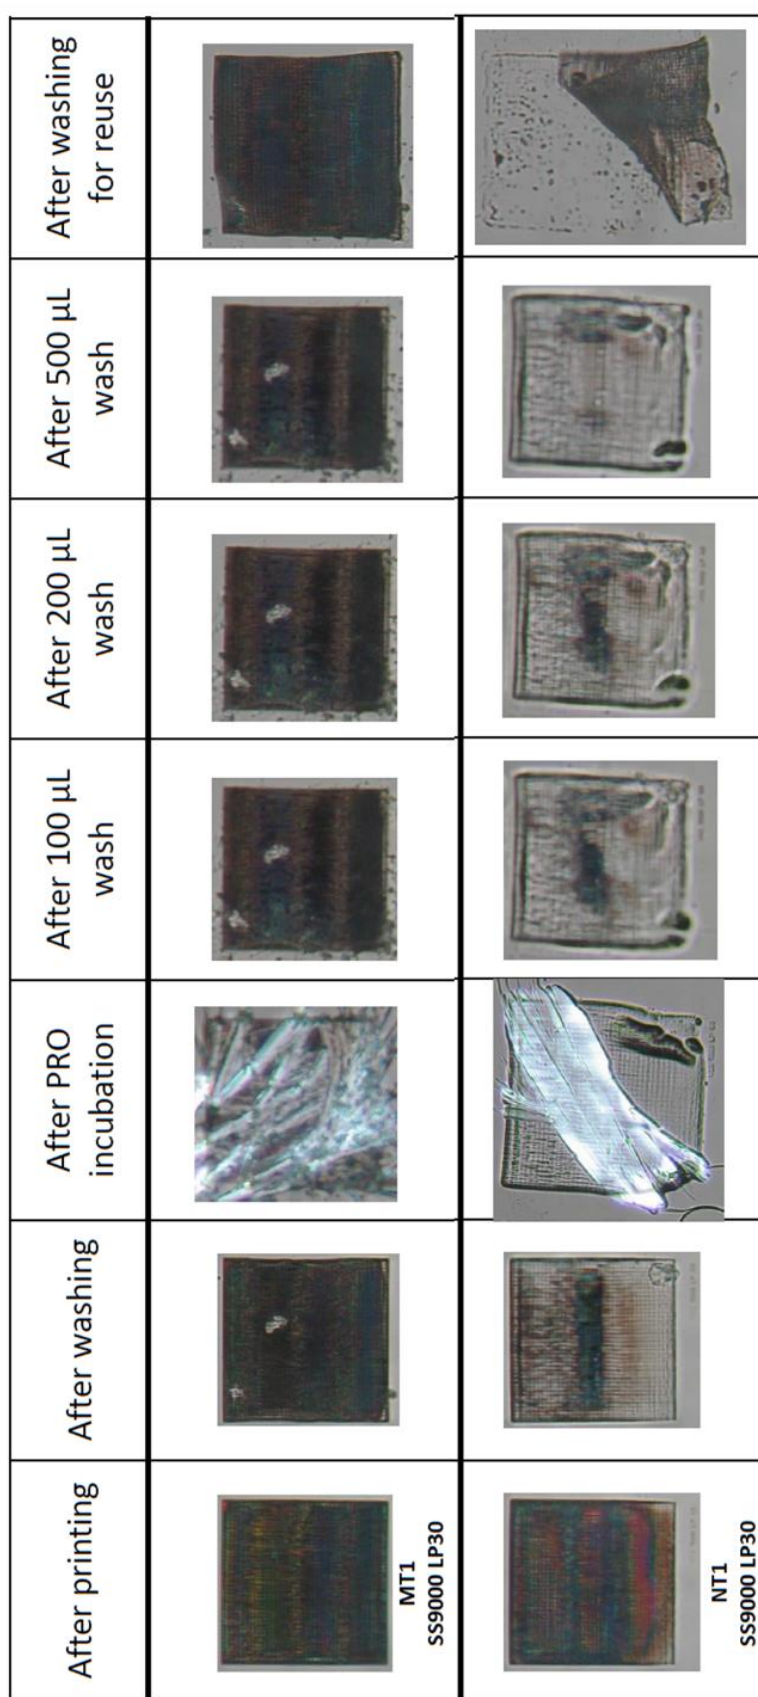 After printing
After washing
After PRO
incubation
After 100 µL
wash
After 200 µL
wash
After 500 µL
wash
After washing
for reuse
MT1
SS9000 LP30
NT1
SS9000 LP30